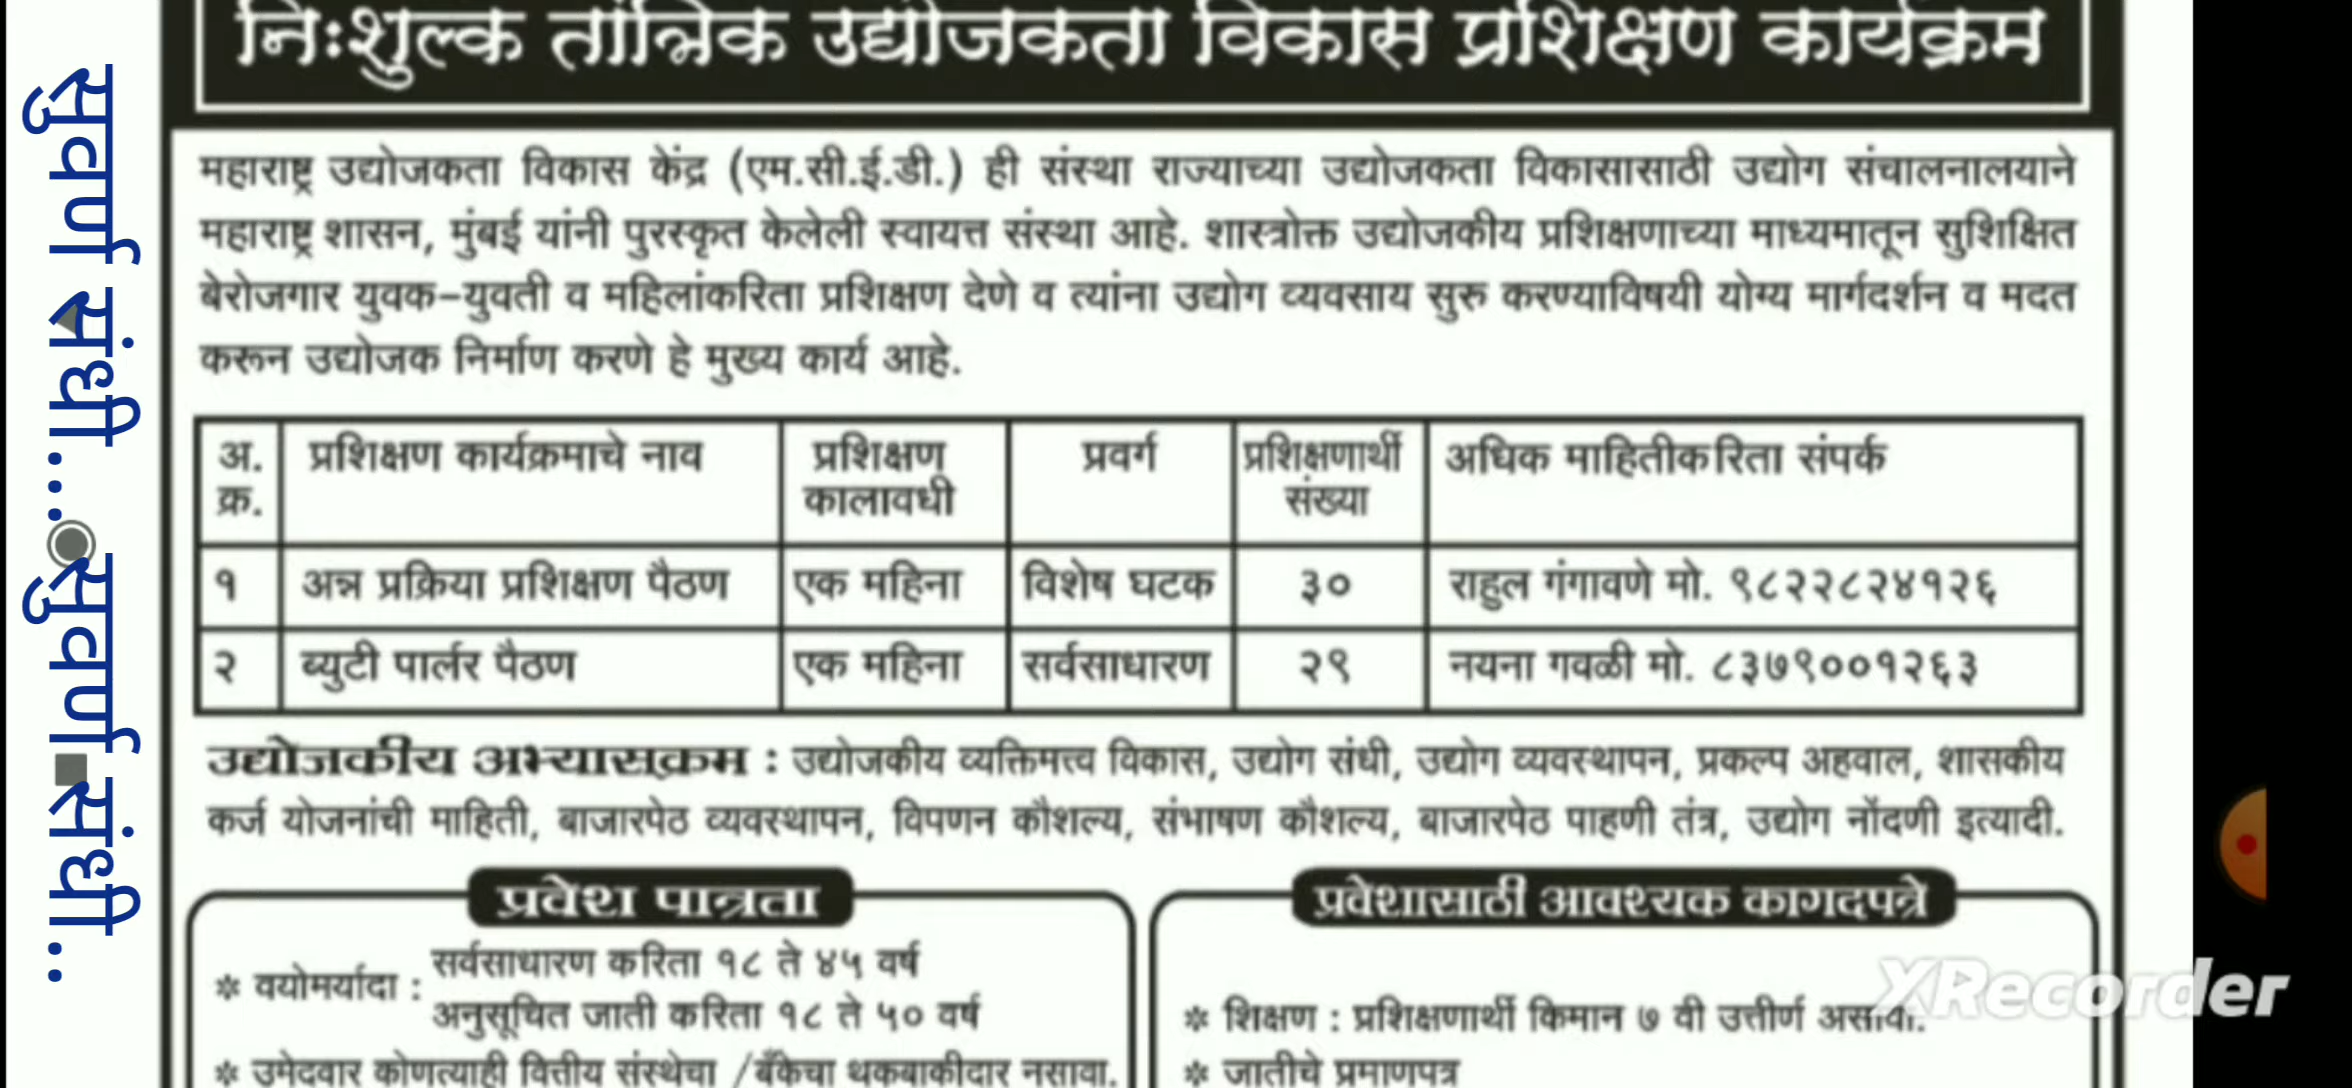 निःशुल्क तांत्रिक उद्योजकता विकास प्रशिक्षण कार्यक्रम
महाराष्ट्र उद्योजकता विकास केंद्र (एम.सी.ई.डी.) ही संस्था राज्याच्या उद्योजकता विकासासाठी उद्योग संचालनालयाने
महाराष्ट्र शासन, मुंबई यांनी पुरस्कृत केलेली स्वायत्त संस्था आहे. शास्त्रोक्त उद्योजकीय प्रशिक्षणाच्या माध्यमातून सुशिक्षित
बेरोजगार युवक-युवती व महिलांकरिता प्रशिक्षण देणे व त्यांना उद्योग व्यवसाय सुरु करण्याविषयी योग्य मार्गदर्शन व मदत
करून उद्योजक निर्माण करणे हे मुख्य कार्य आहे.
अ. क्र. प्रशिक्षण कार्यक्रमाचे नाव प्रशिक्षण कालावधी प्रवर्ग प्रशिक्षणार्थी संख्या अधिक माहितीकरिता संपर्क
१ अन्न प्रक्रिया प्रशिक्षण पैठण एक महिना विशेष घटक ३० राहुल गंगावणे मो. ९८२२८२४१२६
२ ब्युटी पार्लर पैठण एक महिना सर्वसाधारण २९ नयना गवळी मो. ८३७९००१२६३
उद्योजकीय अभ्यासक्रम : उद्योजकीय व्यक्तिमत्त्व विकास, उद्योग संधी, उद्योग व्यवस्थापन, प्रकल्प अहवाल, शासकीय
कर्ज योजनांची माहिती, बाजारपेठ व्यवस्थापन, विपणन कौशल्य, संभाषण कौशल्य, बाजारपेठ पाहणी तंत्र, उद्योग नोंदणी इत्यादी.
प्रवेश पात्रता
* वयोमर्यादा : सर्वसाधारण करिता १८ ते ४५ वर्ष
अनुसूचित जाती करिता १८ ते ५० वर्ष
* उमेदवार कोणत्याही वित्तीय संस्थेचा /बँकेचा थकबाकीदार नसावा.
प्रवेशासाठी आवश्यक कागदपत्रे
* शिक्षण : प्रशिक्षणार्थी किमान ७ वी उत्तीर्ण असावा.
* जातीचे प्रमाणपत्र
सुवर्ण संधी... सुवर्ण संधी...
XRecorder